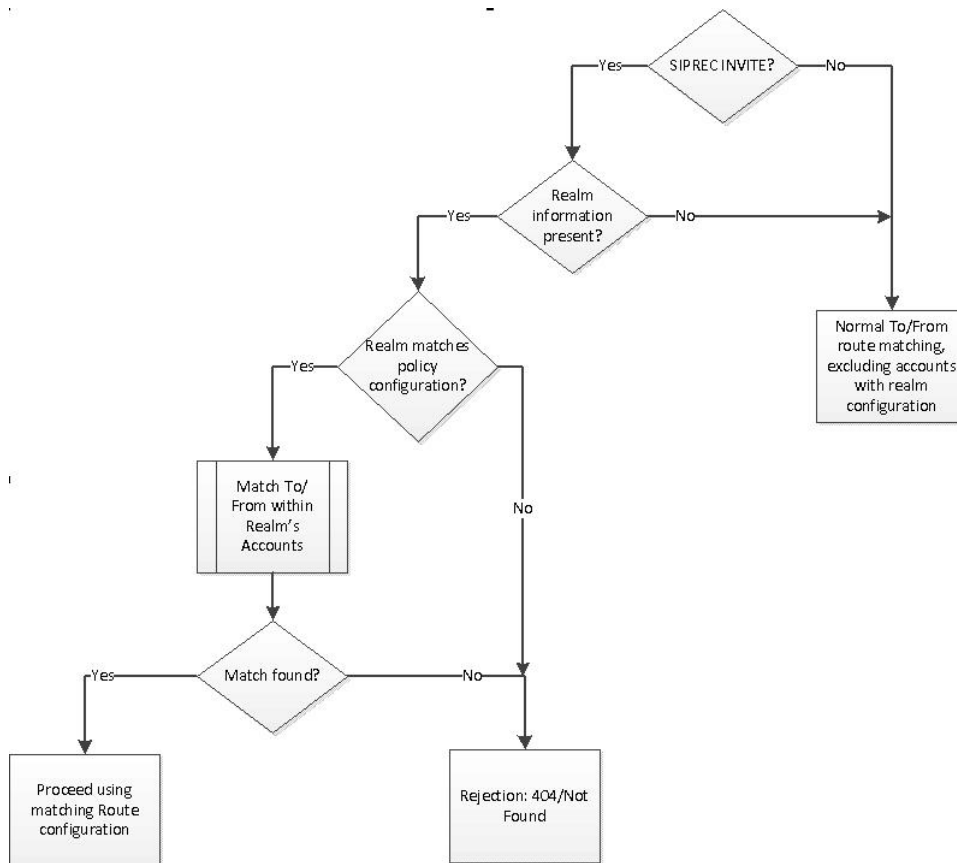 SIPREC INVITE?
Yes
No
Realm
information
present?
Yes
No
Realm matches
policy
configuration?
Yes
No
Normal To/From
route matching,
excluding accounts
with realm
configuration
Match To/
From within
Realm's
Accounts
Match found?
Yes
No
Proceed using
matching Route
configuration
Rejection: 404/Not
Found